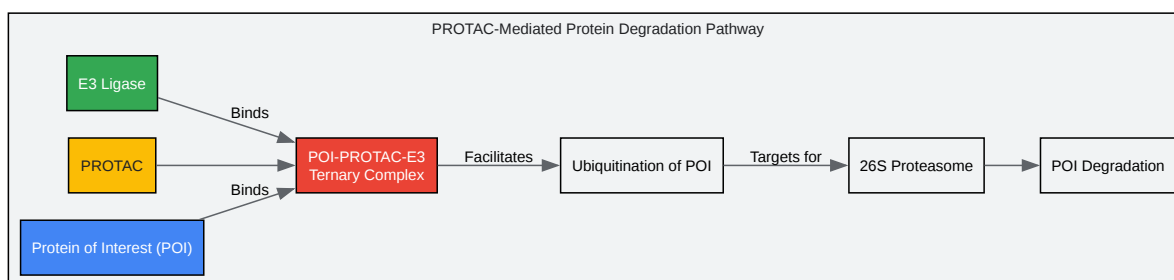 PROTAC-Mediated Protein Degradation Pathway
E3 Ligase
Binds
PROTAC
POI-PROTAC-E3
Ternary Complex
Facilitates
Ubiquitination of POI
Targets for
26S Proteasome
POI Degradation
Binds
Protein of Interest (POI)